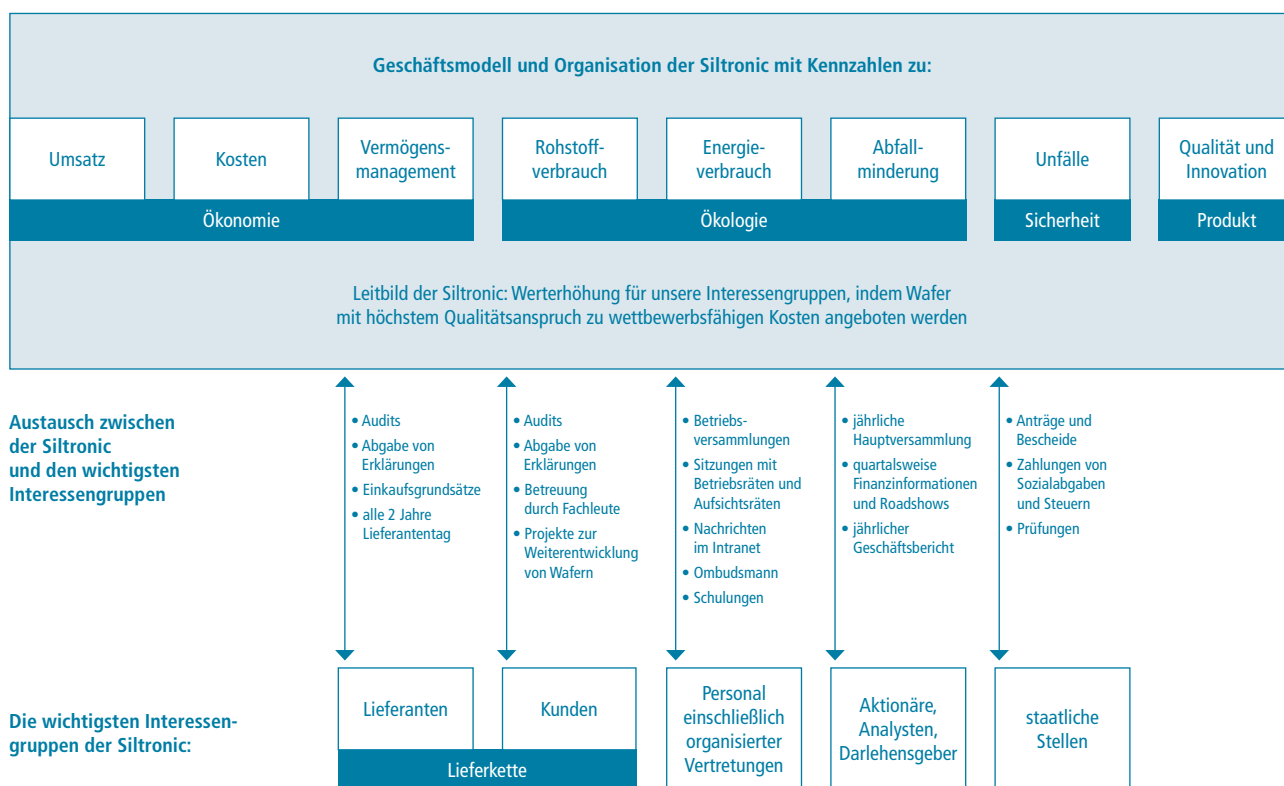 Geschäftsmodell und Organisation der Siltronic mit Kennzahlen zu:
Umsatz
Kosten
Vermögens-
management
Rohstoff-
verbrauch
Energie-
verbrauch
Abfall-
minderung
Unfälle
Qualität und
Innovation
Ökonomie
Ökologie
Sicherheit
Produkt
Leitbild der Siltronic: Werterhöhung für unsere Interessengruppen, indem Wafer
mit höchstem Qualitätsanspruch zu wettbewerbsfähigen Kosten angeboten werden
Austausch zwischen
der Siltronic
und den wichtigsten
Interessengruppen
• Audits
• Abgabe von
Erklärungen
• Einkaufsgrundsätze
• alle 2 Jahre
Lieferantentag
• Audits
• Abgabe von
Erklärungen
• Betreuung
durch Fachleute
• Projekte zur
Weiterentwicklung
von Wafern
• Betriebs-
versammlungen
• Sitzungen mit
Betriebsräten und
Aufsichtsräten
• Nachrichten
im Intranet
• Ombudsmann
• Schulungen
• jährliche
Hauptversammlung
• quartalsweise
Finanzinformationen
und Roadshows
• jährlicher
Geschäftsbericht
• Anträge und
Bescheide
• Zahlungen von
Sozialabgaben
und Steuern
• Prüfungen
Die wichtigsten Interessen-
gruppen der Siltronic:
Lieferanten
Kunden
Lieferkette
Personal
einschließlich
organisierter
Vertretungen
Aktionäre,
Analysten,
Darlehensgeber
staatliche
Stellen